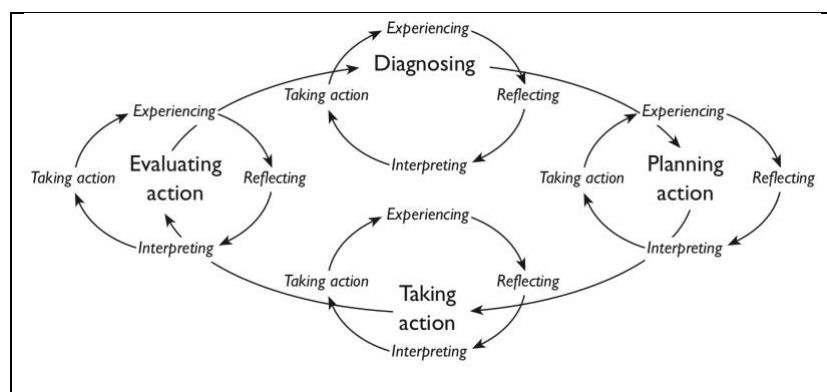 Experiencing
Diagnosing
Taking action
Reflecting
Interpreting
Experiencing
Evaluating
action
Taking action
Reflecting
Interpreting
Experiencing
Planning
action
Taking action
Reflecting
Interpreting
Experiencing
Taking action
Reflecting
Taking
action
Interpreting